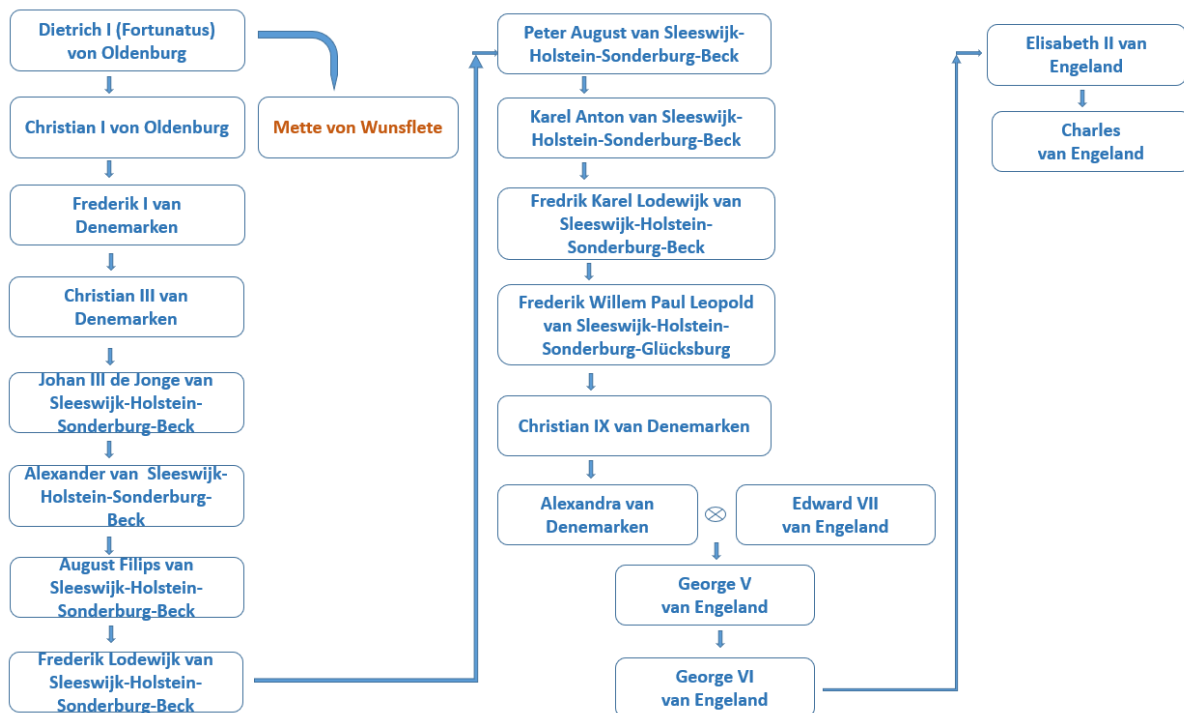 Dietrich I (Fortunatus)
von Oldenburg
Christian I von Oldenburg
Mette von Wunsflete
Frederik I van
Denemarken
Christian III van
Denemarken
Johan III de Jonge van
Sleeswijk-Holstein-
Sonderburg-Beck
Alexander van Sleeswijk-
Holstein-Sonderburg-
Beck
August Filips van
Sleeswijk-Holstein-
Sonderburg-Beck
Frederik Lodewijk van
Sleeswijk-Holstein-
Sonderburg-Beck
Peter August van Sleeswijk-
Holstein-Sonderburg-Beck
Karel Anton van Sleeswijk-
Holstein-Sonderburg-Beck
Fredrik Karel Lodewijk van
Sleeswijk-Holstein-
Sonderburg-Beck
Frederik Willem Paul Leopold
van Sleeswijk-Holstein-
Sonderburg-Glücksburg
Christian IX van Denemarken
Alexandra van
Denemarken
Edward VII
van Engeland
George V
van Engeland
George VI
van Engeland
Elisabeth II van
Engeland
Charles
van Engeland